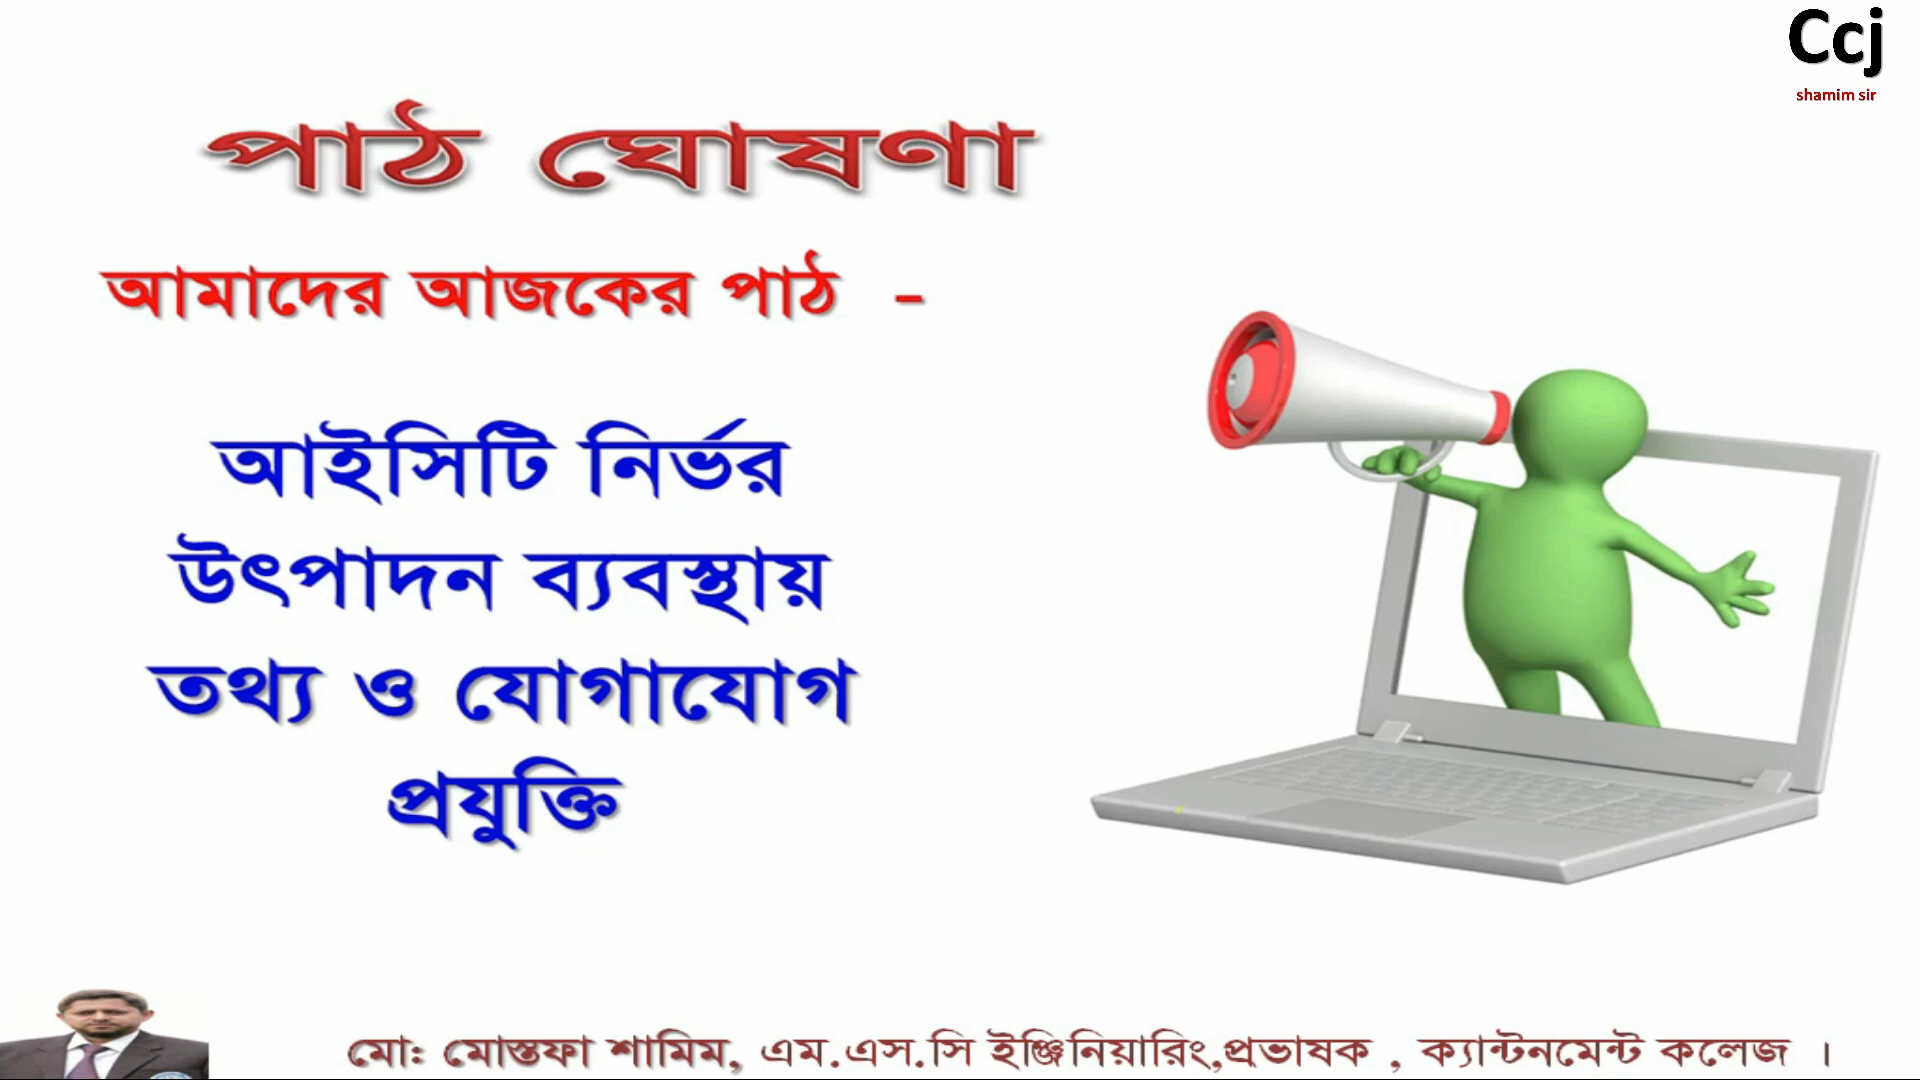 Ccj
shamim sir
পাঠ ঘোষণা
আমাদের আজকের পাঠ -
আইসিটি নির্ভর
উৎপাদন ব্যবস্থায়
তথ্য ও যোগাযোগ
প্রযুক্তি
মো: মোস্তফা শামিম, এম.এস.সি ইঞ্জিনিয়ারিং,প্রভাষক , ক্যান্টনমেন্ট কলেজ ।